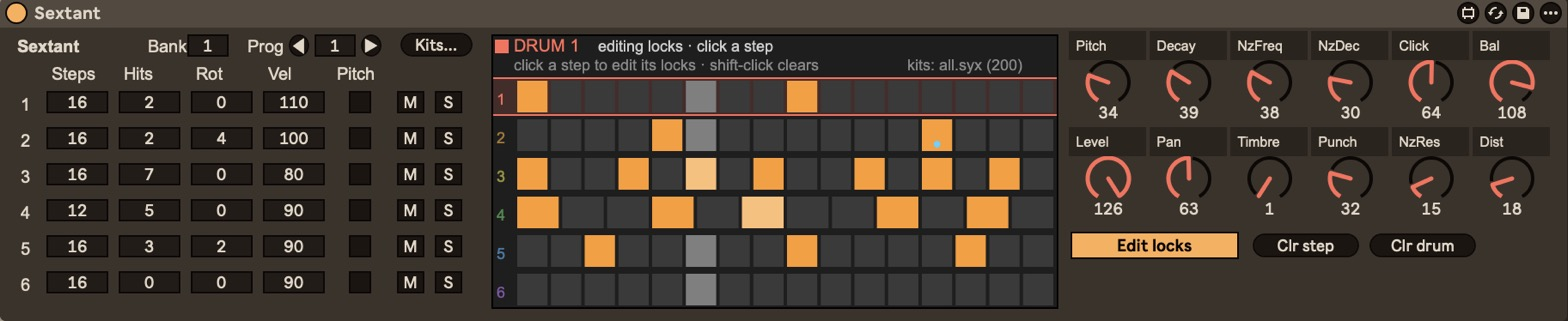 Sextant
Sextant Bank 1 Prog 1 Kits...
Steps Hits Rot Vel Pitch
1 16 2 0 110 M S
2 16 2 4 100 M S
3 16 7 0 80 M S
4 12 5 0 90 M S
5 16 3 2 90 M S
6 16 0 0 90 M S
DRUM 1 editing locks · click a step
click a step to edit its locks · shift-click clears kits: all.syx (200)
1
2
3
4
5
6
Pitch Decay NzFreq NzDec Click Bal
34 39 38 30 64 108
Level Pan Timbre Punch NzRes Dist
126 63 1 32 15 18
Edit locks Clr step Clr drum